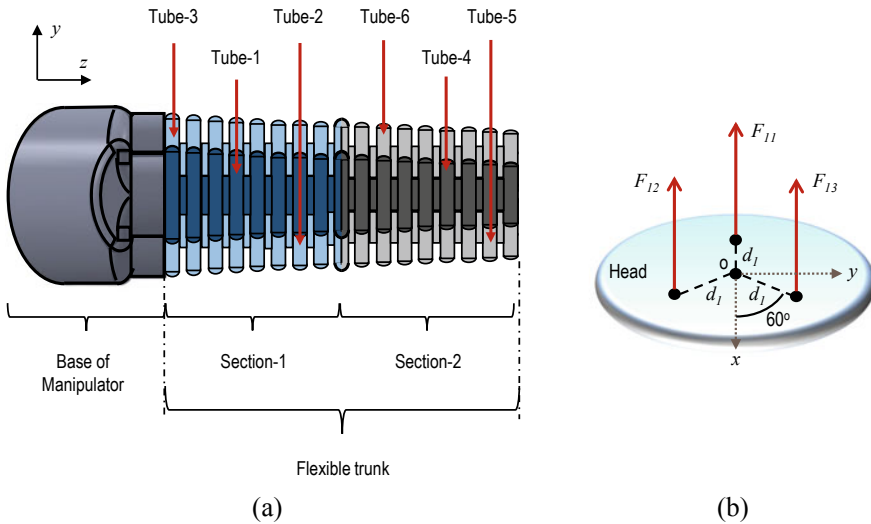 Tube-3
Tube-2
Tube-6
Tube-5
y
Tube-1
Tube-4
z
Base of
Manipulator
Section-1
Section-2
Flexible trunk
(a)
F11
F12
F13
Head
o
d1
y
d1
d1
60o
x
(b)